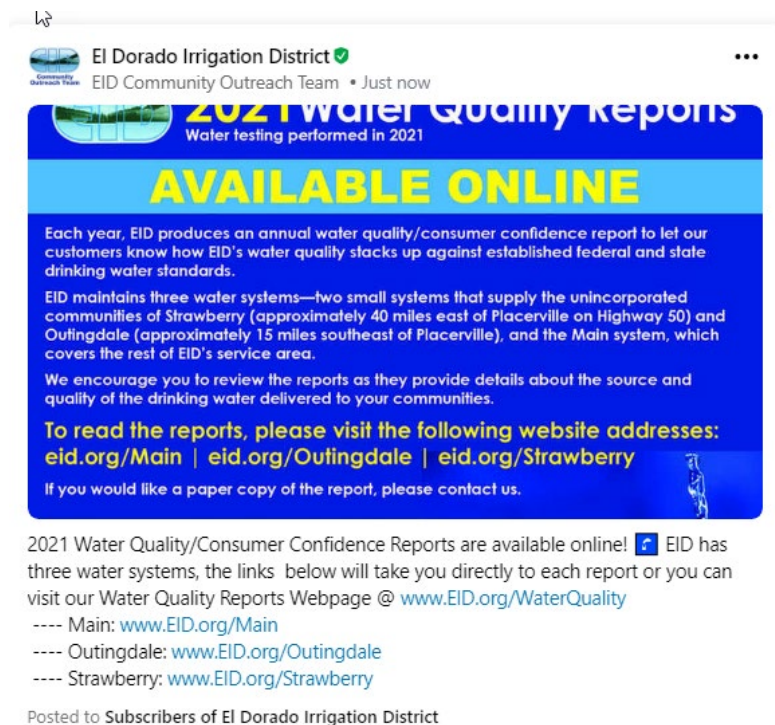 El Dorado Irrigation District
Community
Outreach Team
EID Community Outreach Team • Just now
EID
2021 Water Quality Reports
Water testing performed in 2021
AVAILABLE ONLINE
Each year, EID produces an annual water quality/consumer confidence report to let our
customers know how EID's water quality stacks up against established federal and state
drinking water standards.
EID maintains three water systems—two small systems that supply the unincorporated
communities of Strawberry (approximately 40 miles east of Placerville on Highway 50) and
Outingdale (approximately 15 miles southeast of Placerville), and the Main system, which
covers the rest of EID's service area.
We encourage you to review the reports as they provide details about the source and
quality of the drinking water delivered to your communities.
To read the reports, please visit the following website addresses:
eid.org/Main | eid.org/Outingdale | eid.org/Strawberry
If you would like a paper copy of the report, please contact us.
2021 Water Quality/Consumer Confidence Reports are available online! EID has
three water systems, the links below will take you directly to each report or you can
visit our Water Quality Reports Webpage @ www.EID.org/WaterQuality
---- Main: www.EID.org/Main
---- Outingdale: www.EID.org/Outingdale
---- Strawberry: www.EID.org/Strawberry
Posted to Subscribers of El Dorado Irrigation District